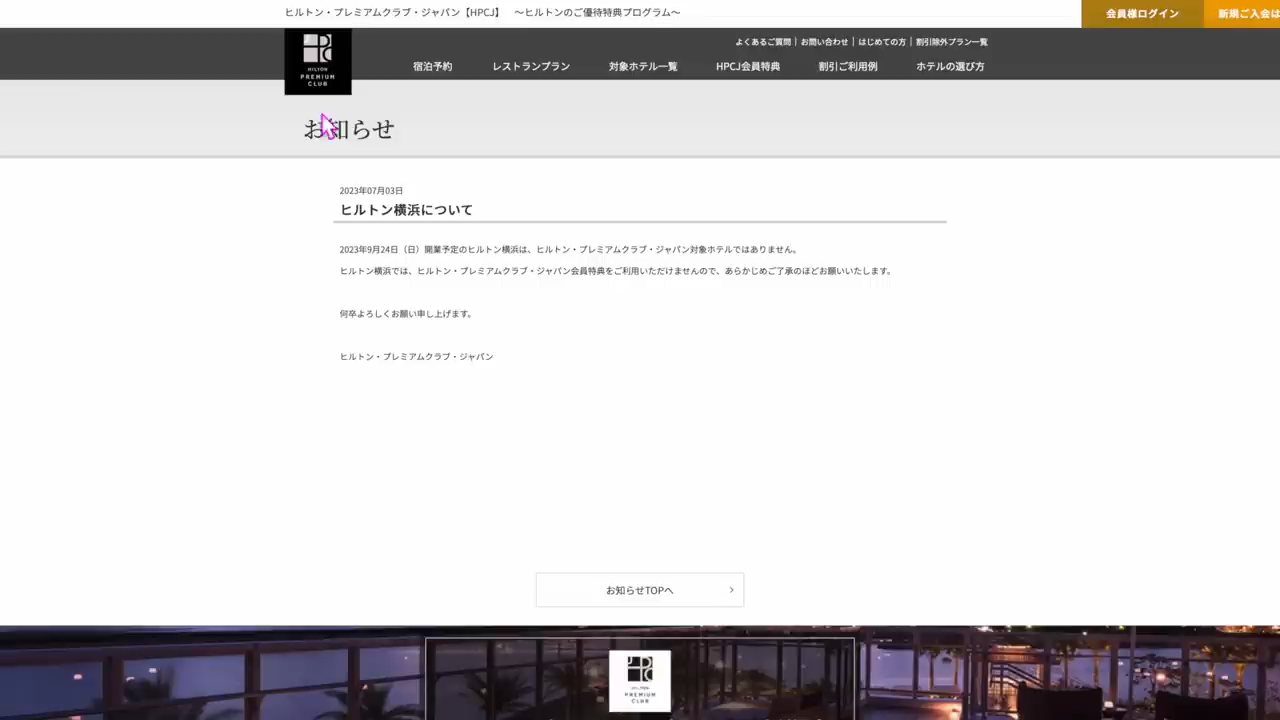 ヒルトン・プレミアムクラブ・ジャパン【HPCJ】　～ヒルトンのご優待特典プログラム～
会員様ログイン
新規ご入会は
HILTON
PREMIUM
CLUB
よくあるご質問 | お問い合わせ | はじめての方 | 割引除外プラン一覧
宿泊予約 レストランプラン 対象ホテル一覧 HPCJ会員特典 割引ご利用例 ホテルの選び方
お知らせ
2023年07月03日
ヒルトン横浜について
2023年9月24日（日）開業予定のヒルトン横浜は、ヒルトン・プレミアムクラブ・ジャパン対象ホテルではありません。
ヒルトン横浜では、ヒルトン・プレミアムクラブ・ジャパン会員特典をご利用いただけませんので、あらかじめご了承のほどお願いいたします。
何卒よろしくお願い申し上げます。
ヒルトン・プレミアムクラブ・ジャパン
お知らせTOPへ
HILTON
PREMIUM
CLUB